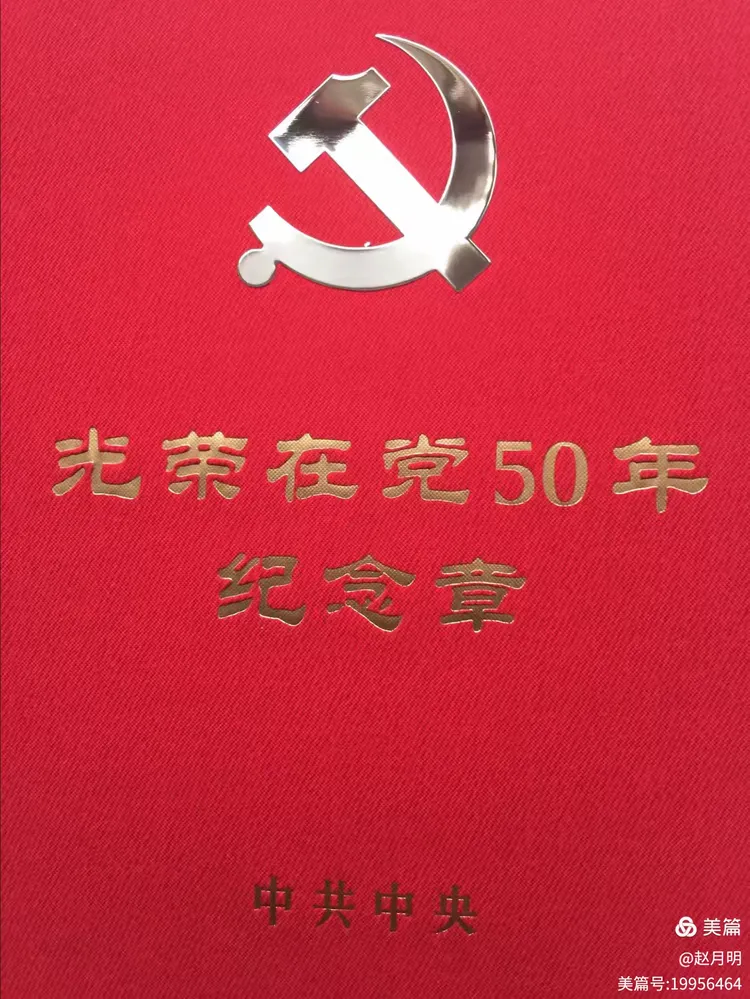 光荣在党50年
纪念章
中共中央
美篇
@赵月明
美篇号:19956464